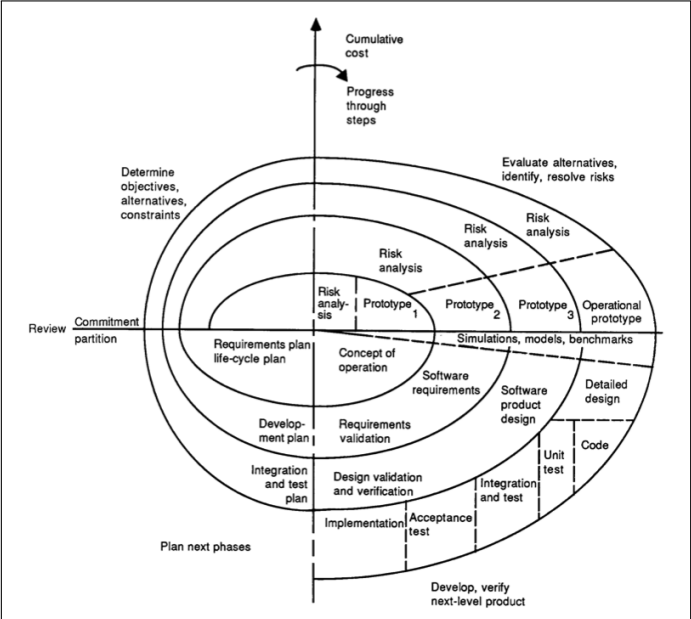 Cumulative
cost
Progress
through
steps
Evaluate alternatives,
identify, resolve risks
Determine
objectives,
alternatives,
constraints
Risk
analysis
Risk
analysis
Risk
analysis
Risk
analy-
sis
Prototype
1
Prototype
2
Prototype
3
Operational
prototype
Review
Commitment
partition
Simulations, models, benchmarks
Requirements plan
life-cycle plan
Concept of
operation
Software
requirements
Software
product
design
Detailed
design
Develop-
ment plan
Requirements
validation
Code
Unit
test
Integration
and test
plan
Design validation
and verification
Integration
and test
Implementation
Acceptance
test
Plan next phases
Develop, verify
next-level product